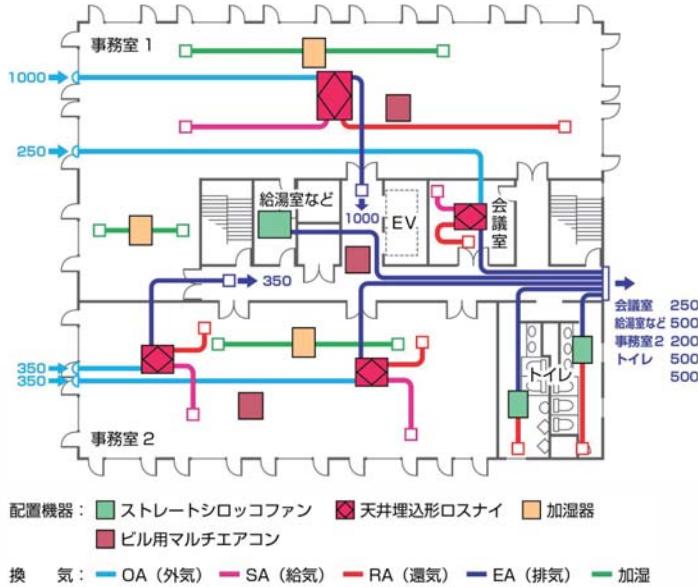 事務室 1
1000
250
給湯室など
1000
EV
会議室
350
会議室 250
給湯室など 500
事務室2 200
トイレ 500
500
350
350
トイレ
事務室 2
配置機器： ストレートシロッコファン 天井埋込形ロスナイ 加湿器
ビル用マルチエアコン
換 気： OA（外気） SA（給気） RA（還気） EA（排気） 加湿